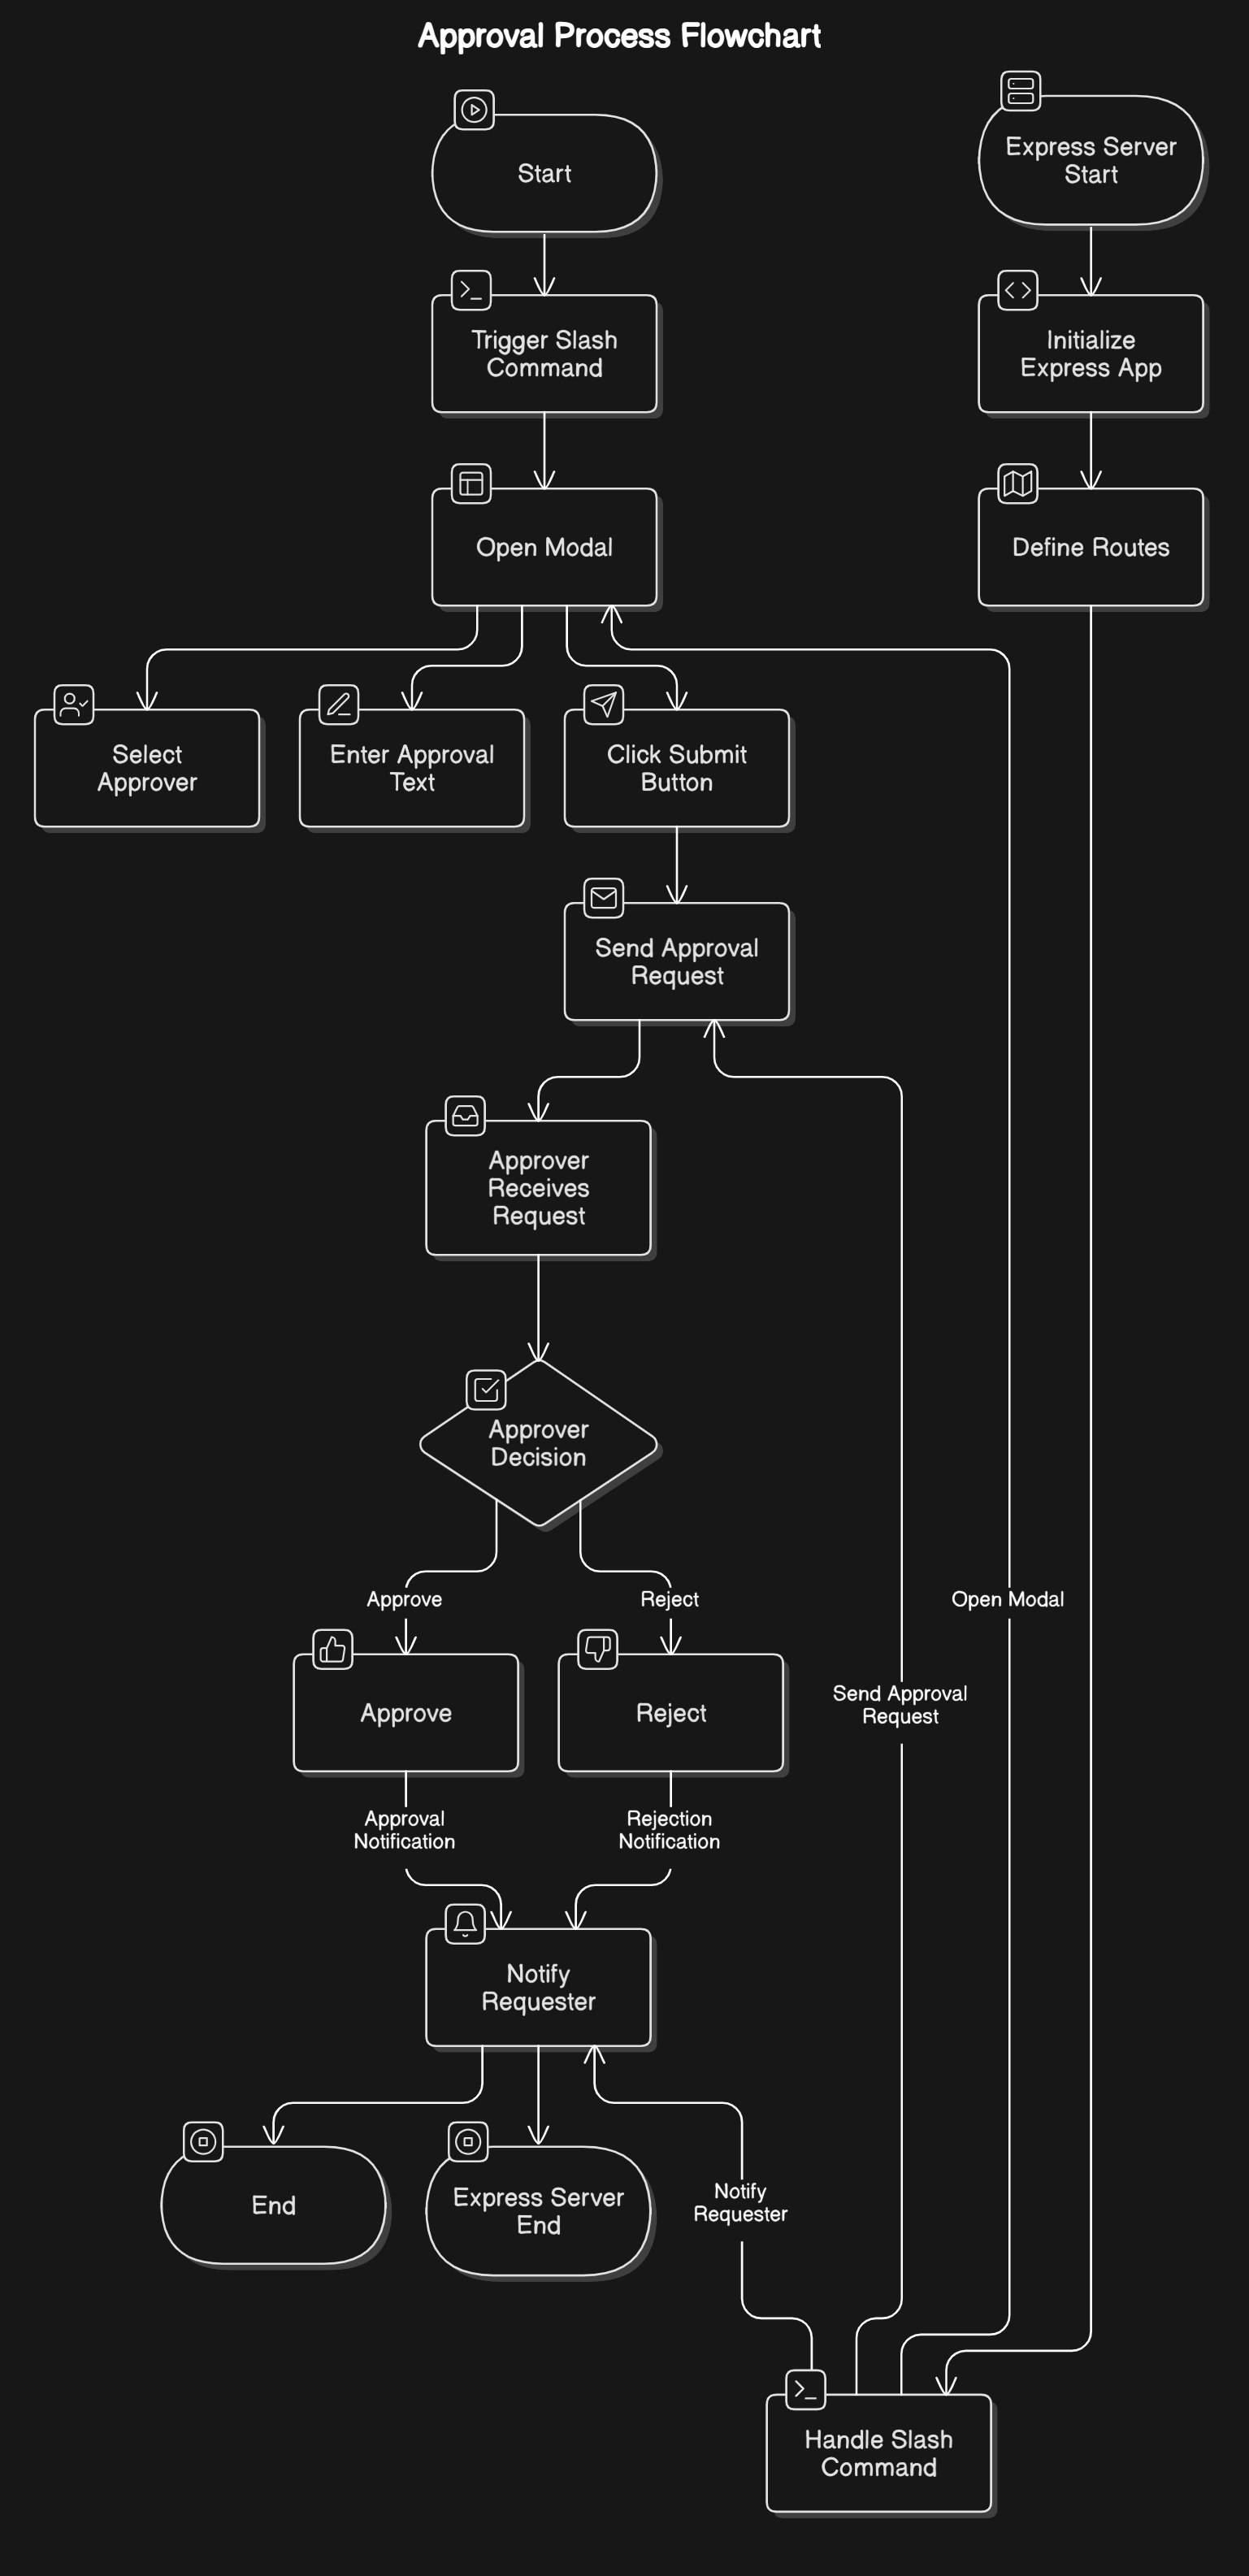 Approval Process Flowchart
Start
Express Server
Start
Trigger Slash
Command
Initialize
Express App
Open Modal
Define Routes
Select
Approver
Enter Approval
Text
Click Submit
Button
Send Approval
Request
Approver
Receives
Request
Approver
Decision
Approve
Reject
Open Modal
Approve
Reject
Send Approval
Request
Approval
Notification
Rejection
Notification
Notify
Requester
End
Express Server
End
Notify
Requester
Handle Slash
Command